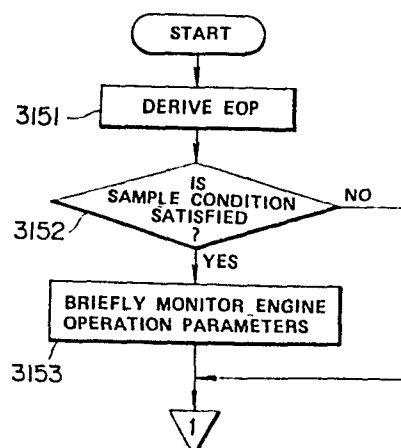 START
3151
DERIVE EOP
IS
SAMPLE CONDITION
SATISFIED
?
NO
3152
YES
BRIEFLY MONITOR ENGINE
OPERATION PARAMETERS
3153
1